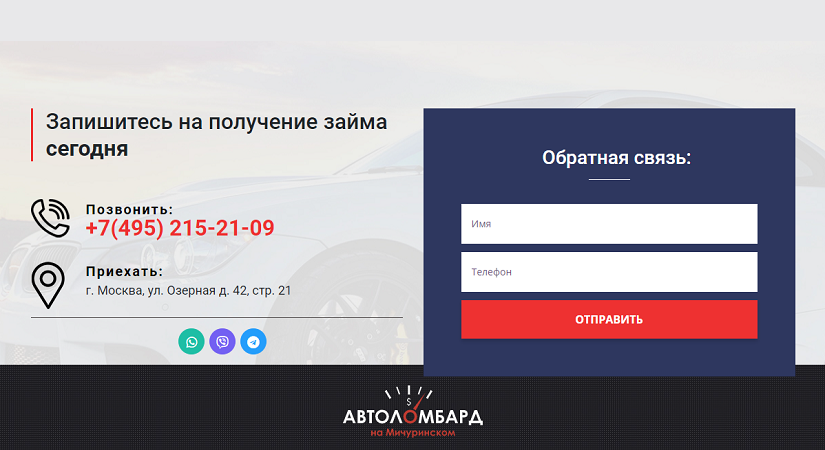 Запишитесь на получение займа
сегодня
Позвонить:
+7(495) 215-21-09
Приехать:
г. Москва, ул. Озерная д. 42, стр. 21
Обратная связь:
Имя
Телефон
ОТПРАВИТЬ
$
АВТОЛОМБАРД
на Мичуринском